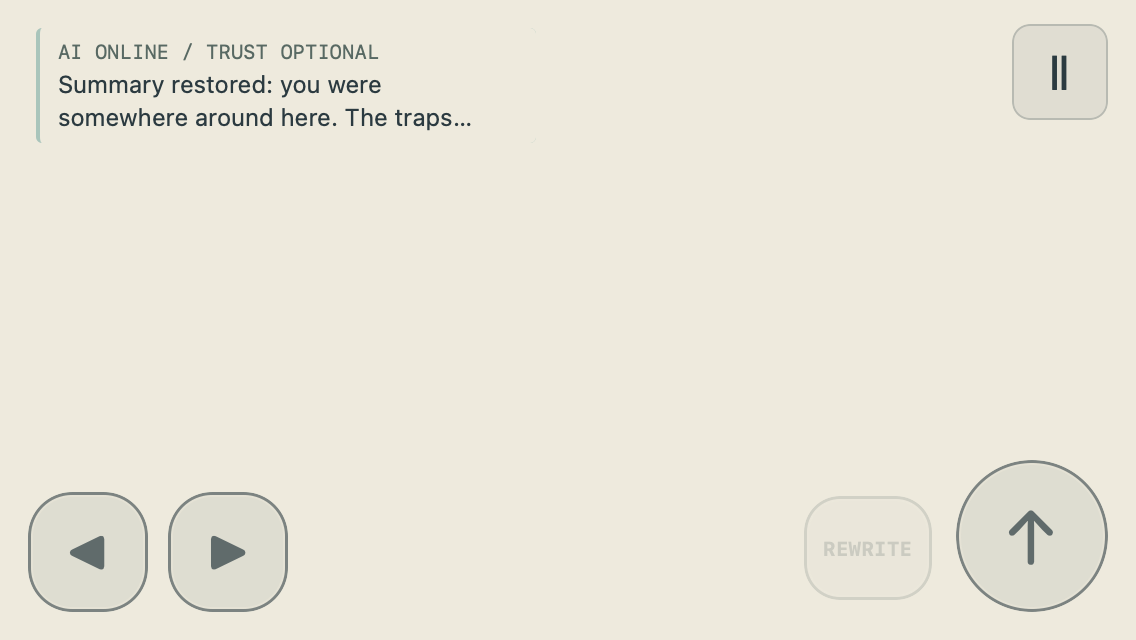 AI ONLINE / TRUST OPTIONAL
Summary restored: you were
somewhere around here. The traps…
REWRITE